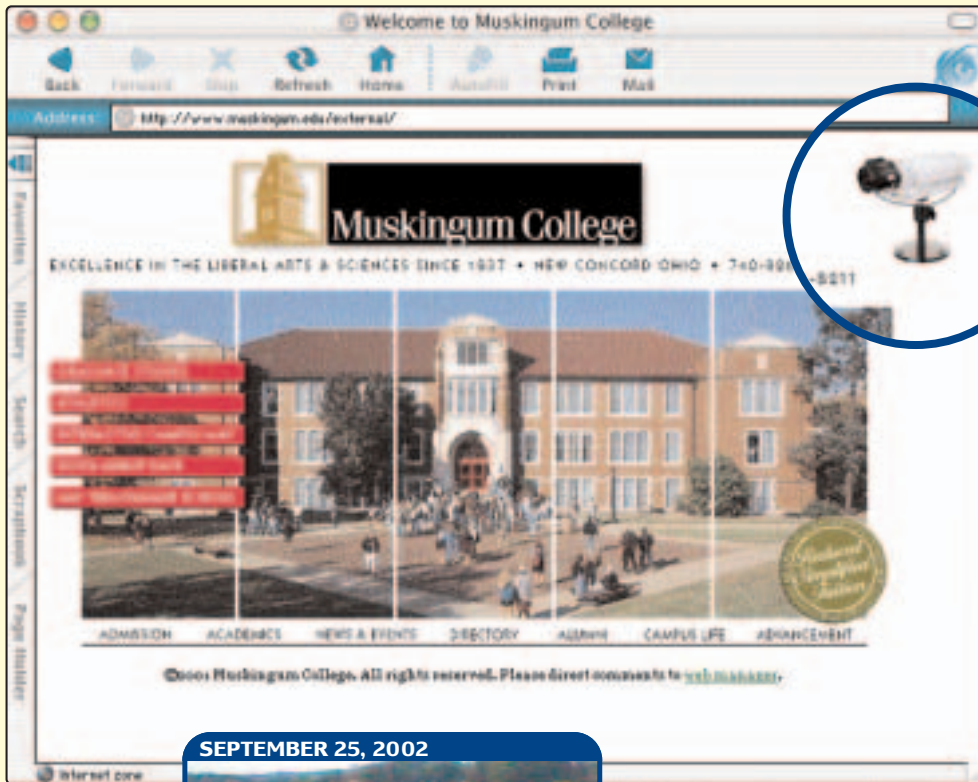 Welcome to Muskingum College
Back Forward Stop Refresh Home AutoFill Print Mail
Address: http://www.muskingum.edu/external/
Favorites
History
Search
Scrapbook
Page Holder
Muskingum College
EXCELLENCE IN THE LIBERAL ARTS & SCIENCES SINCE 1837 • NEW CONCORD OHIO •
ADMISSION ACADEMICS NEWS & EVENTS DIRECTORY ALUMNI CAMPUS LIFE ADVANCEMENT
Muskingum College. All rights reserved. Please direct comments to web manager.
SEPTEMBER 25, 2002
Internet zone